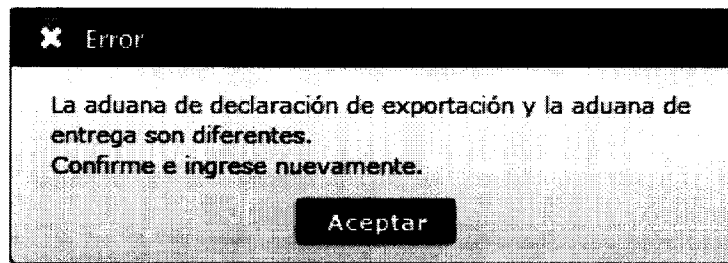 Error
La aduana de declaración de exportación y la aduana de
entrega son diferentes.
Confirme e ingrese nuevamente.
Aceptar